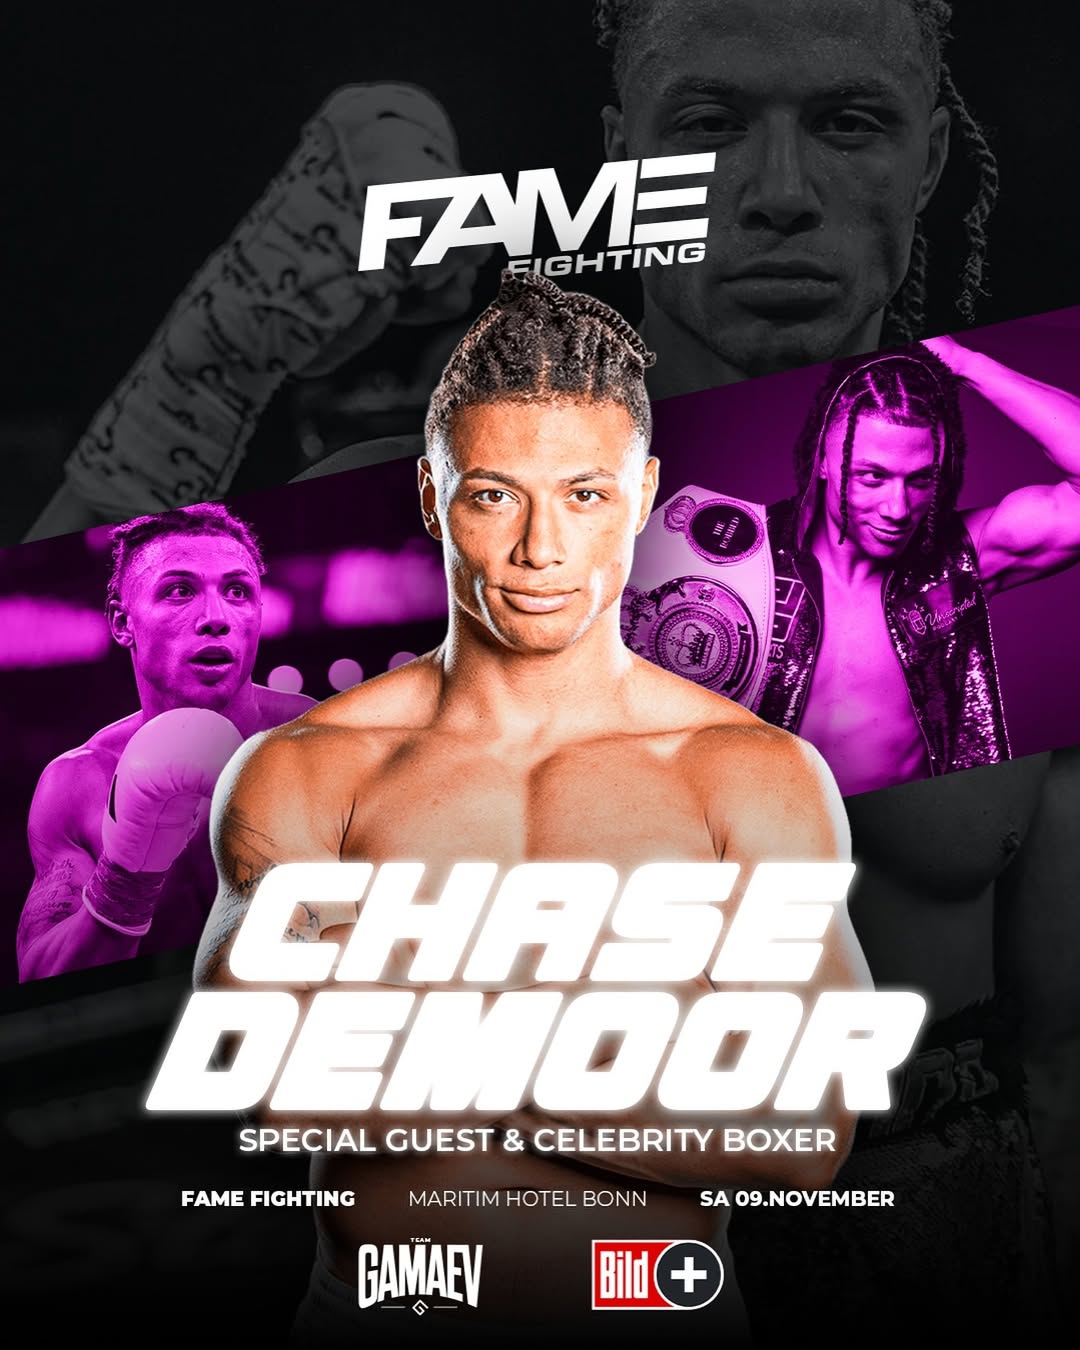 FAME
FIGHTING
Unscripted
CHASE
DEMOOR
SPECIAL GUEST & CELEBRITY BOXER
FAME FIGHTING MARITIM HOTEL BONN SA 09.NOVEMBER
TEAM
GAMAEV
Bild +